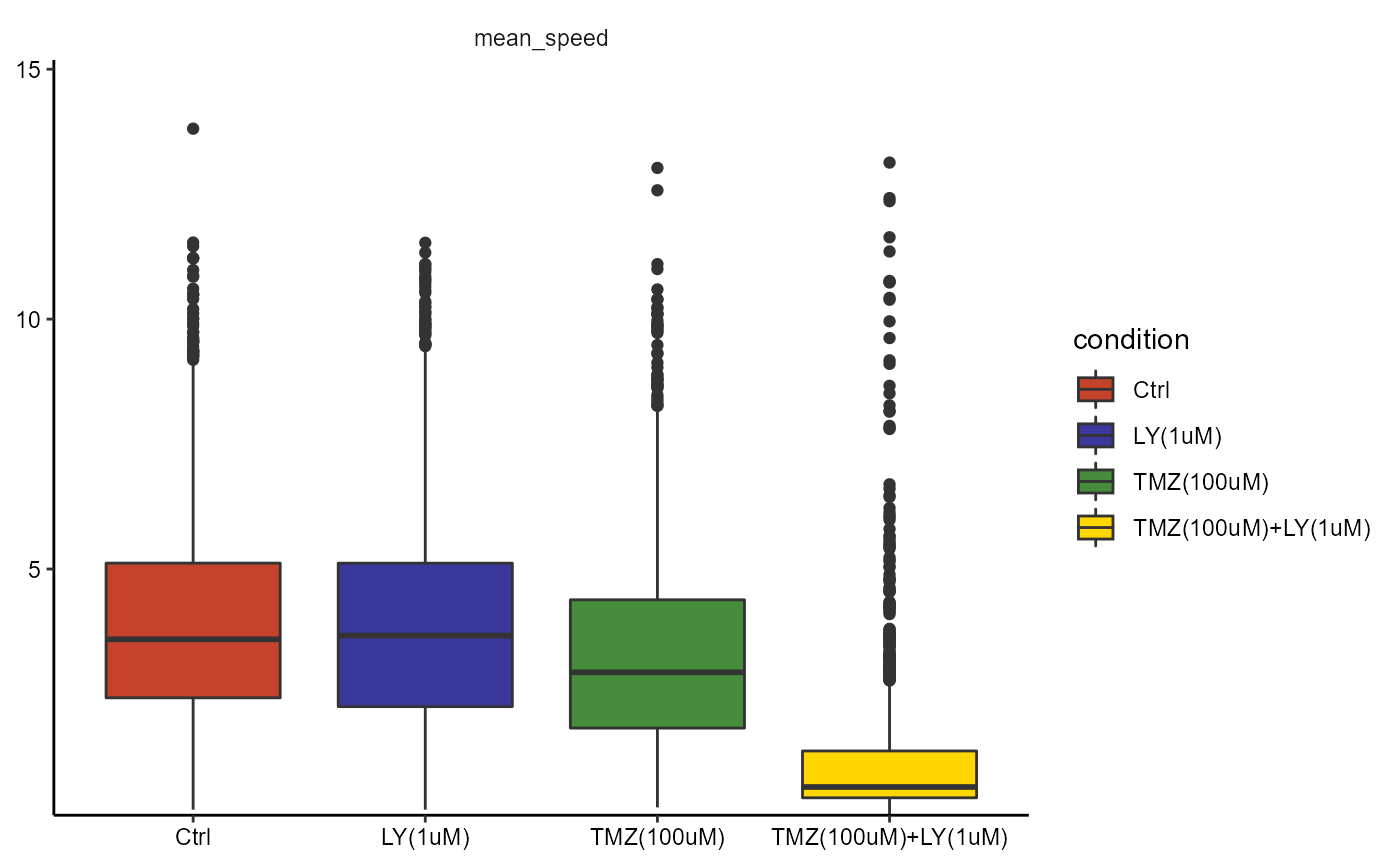 mean_speed
15
10
5
Ctrl
LY(1uM)
TMZ(100uM)
TMZ(100uM)+LY(1uM)
condition
Ctrl
LY(1uM)
TMZ(100uM)
TMZ(100uM)+LY(1uM)